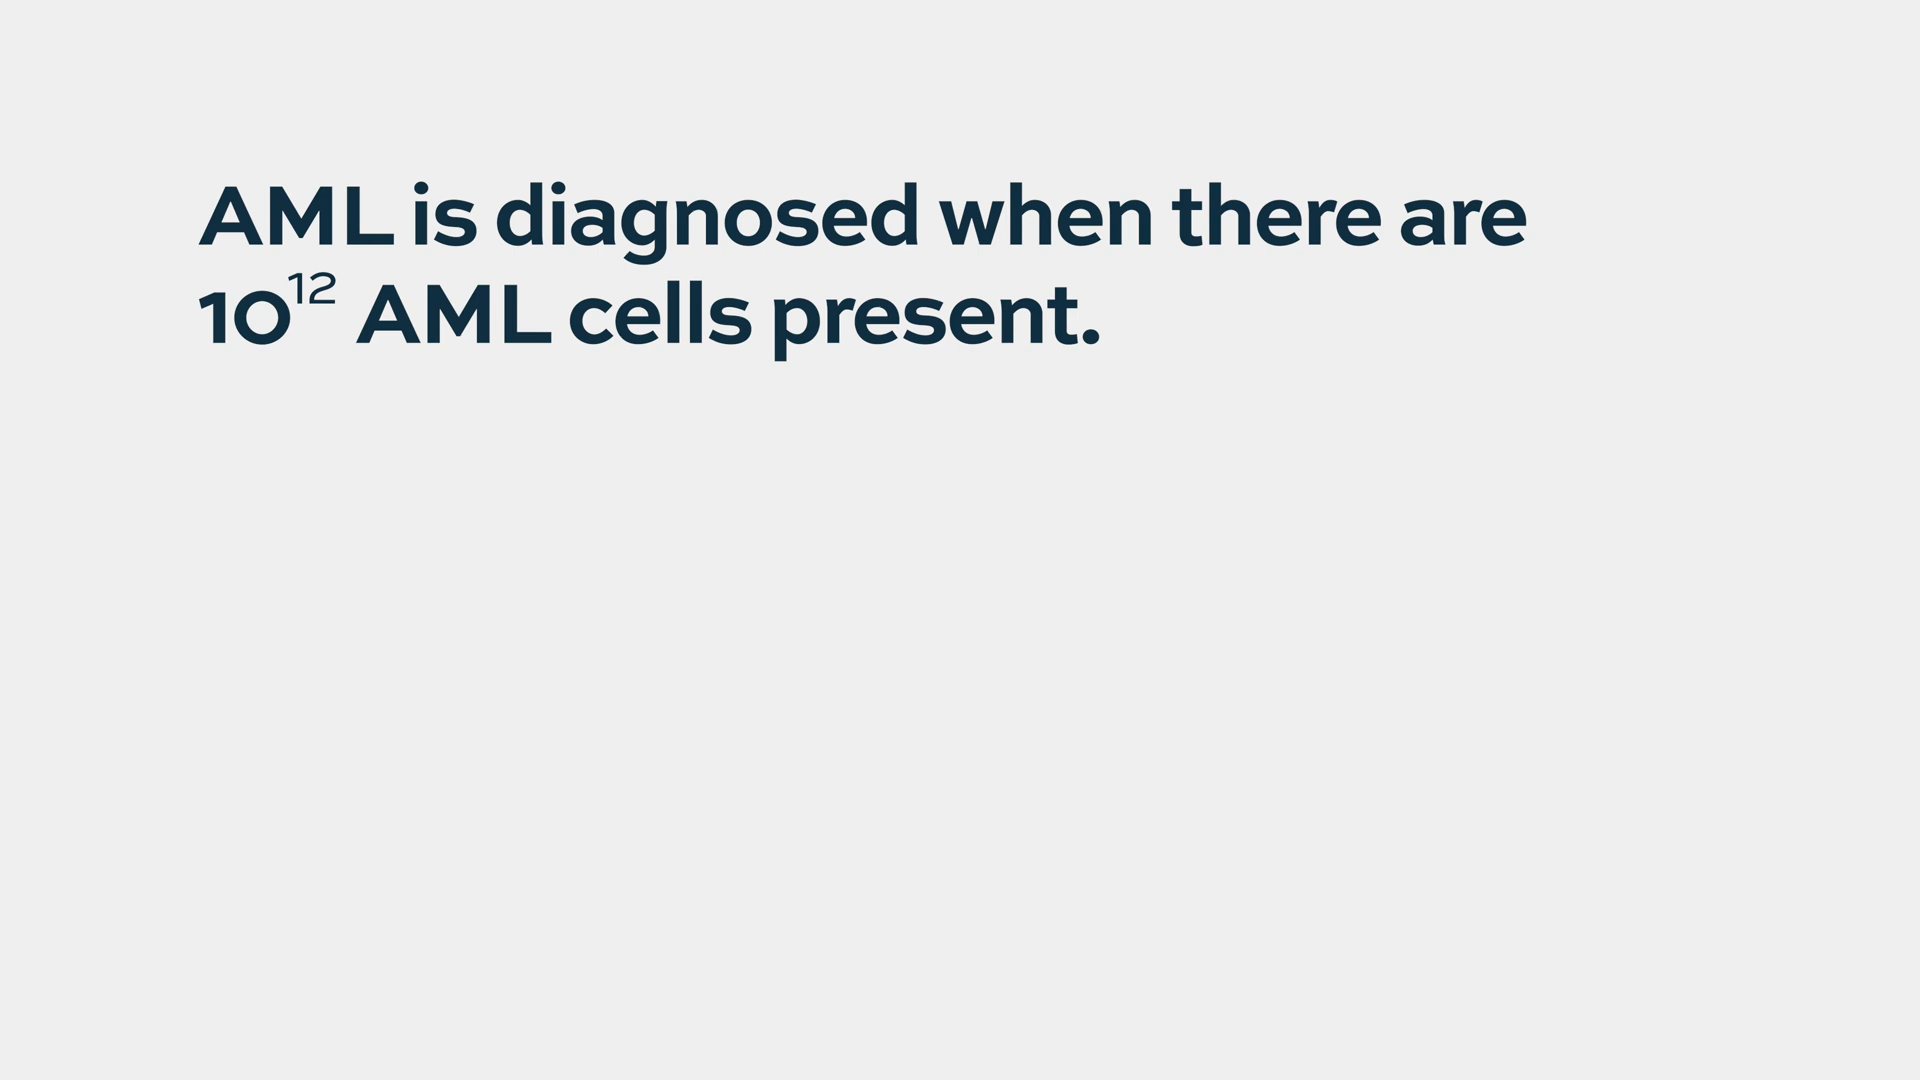 AML is diagnosed when there are
10¹² AML cells present.